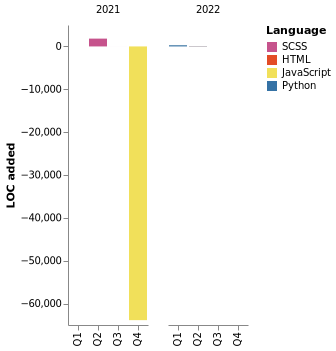 2021 2022
Language
SCSS
HTML
JavaScript
Python
LOC added
0
−10,000
−20,000
−30,000
−40,000
−50,000
−60,000
Q1 Q2 Q3 Q4 Q1 Q2 Q3 Q4